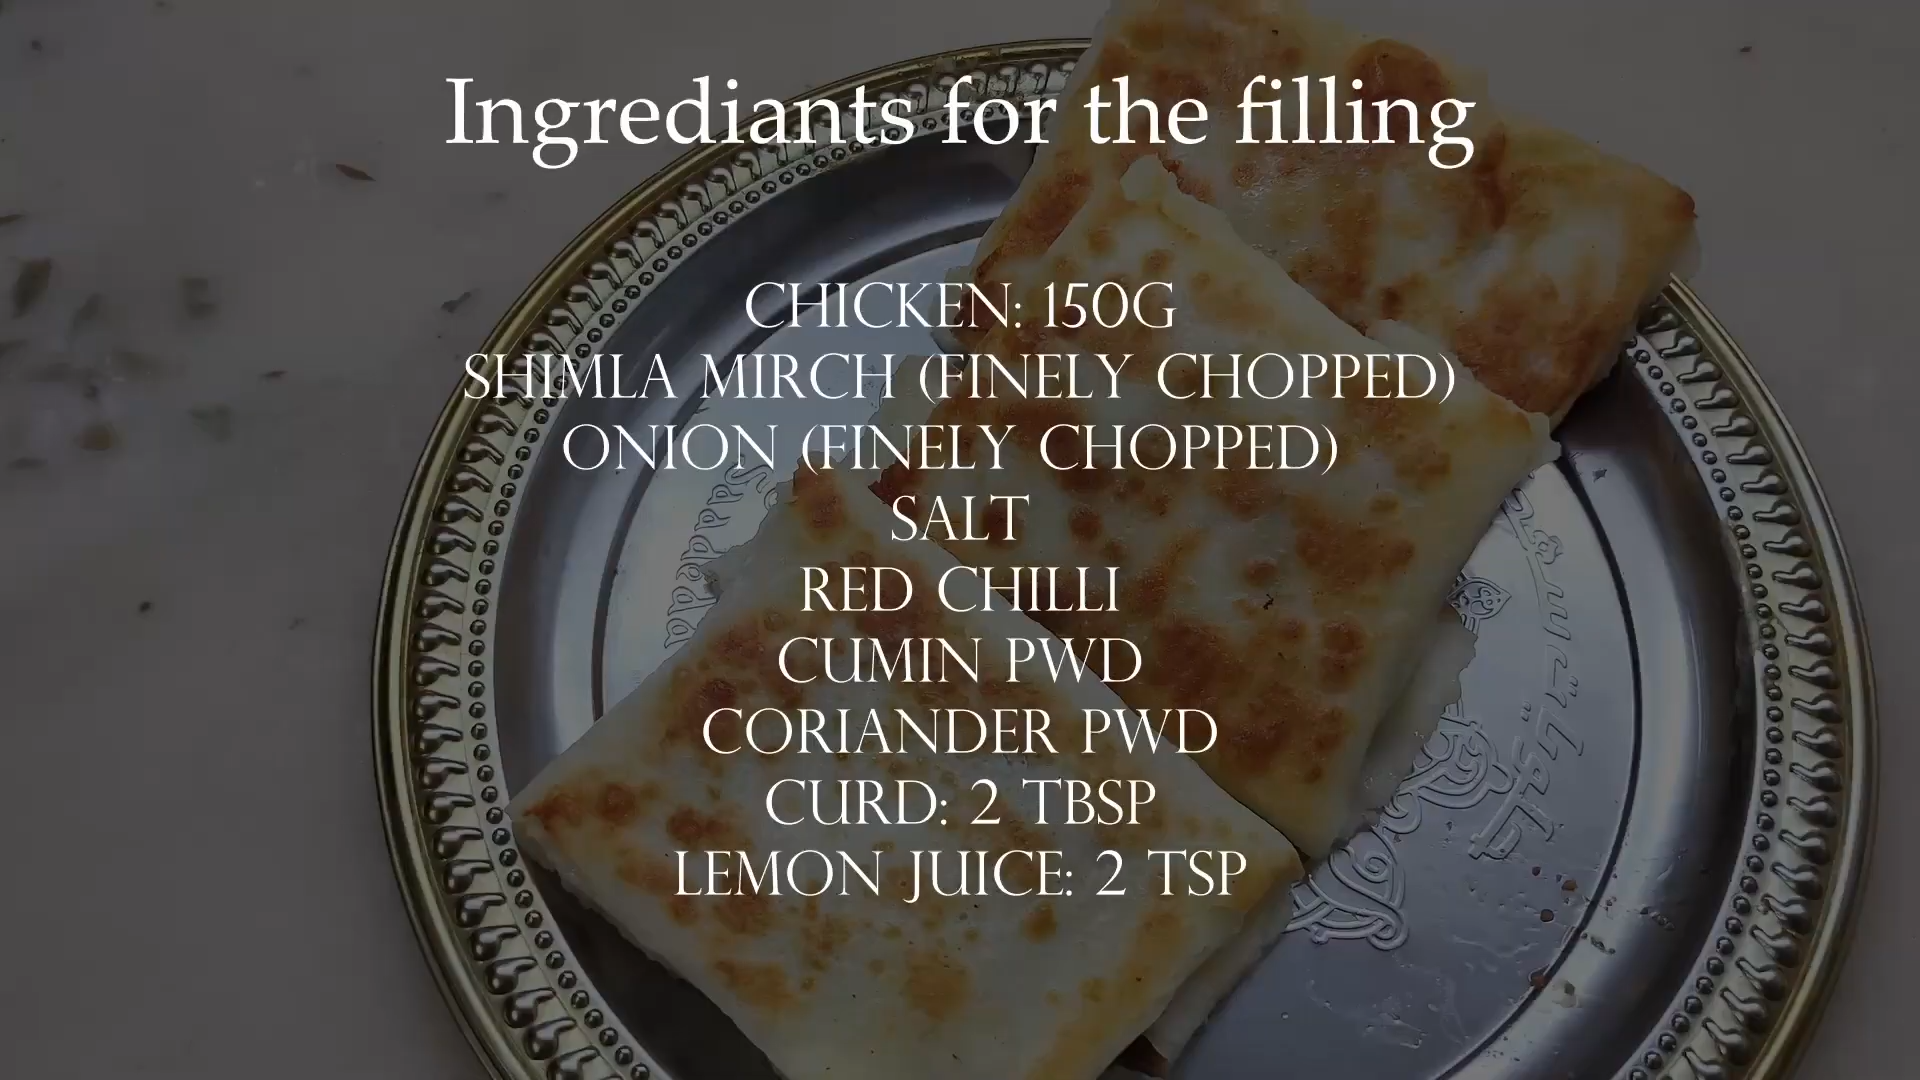 Ingrediants for the filling
CHICKEN: 150G
SHIMLA MIRCH (FINELY CHOPPED)
ONION (FINELY CHOPPED)
SALT
RED CHILLI
CUMIN PWD
CORIANDER PWD
CURD: 2 TBSP
LEMON JUICE: 2 TSP